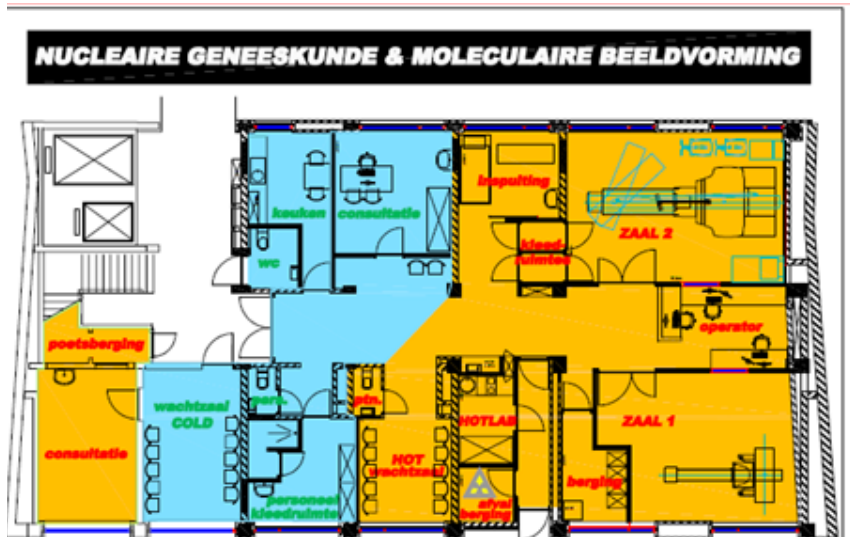 NUCLEAIRE GENEESKUNDE & MOLECULAIRE BEELDVORMING
keuken
consultatie
inspuiting
wc
kleed-
ruimtes
ZAAL 2
poetsberging
operator
wachtzaal
COLD
pers.
ptn.
HOTLAB
ZAAL 1
consultatie
HOT
wachtzaal
personeel
kleedruimte
afval
berging
berging